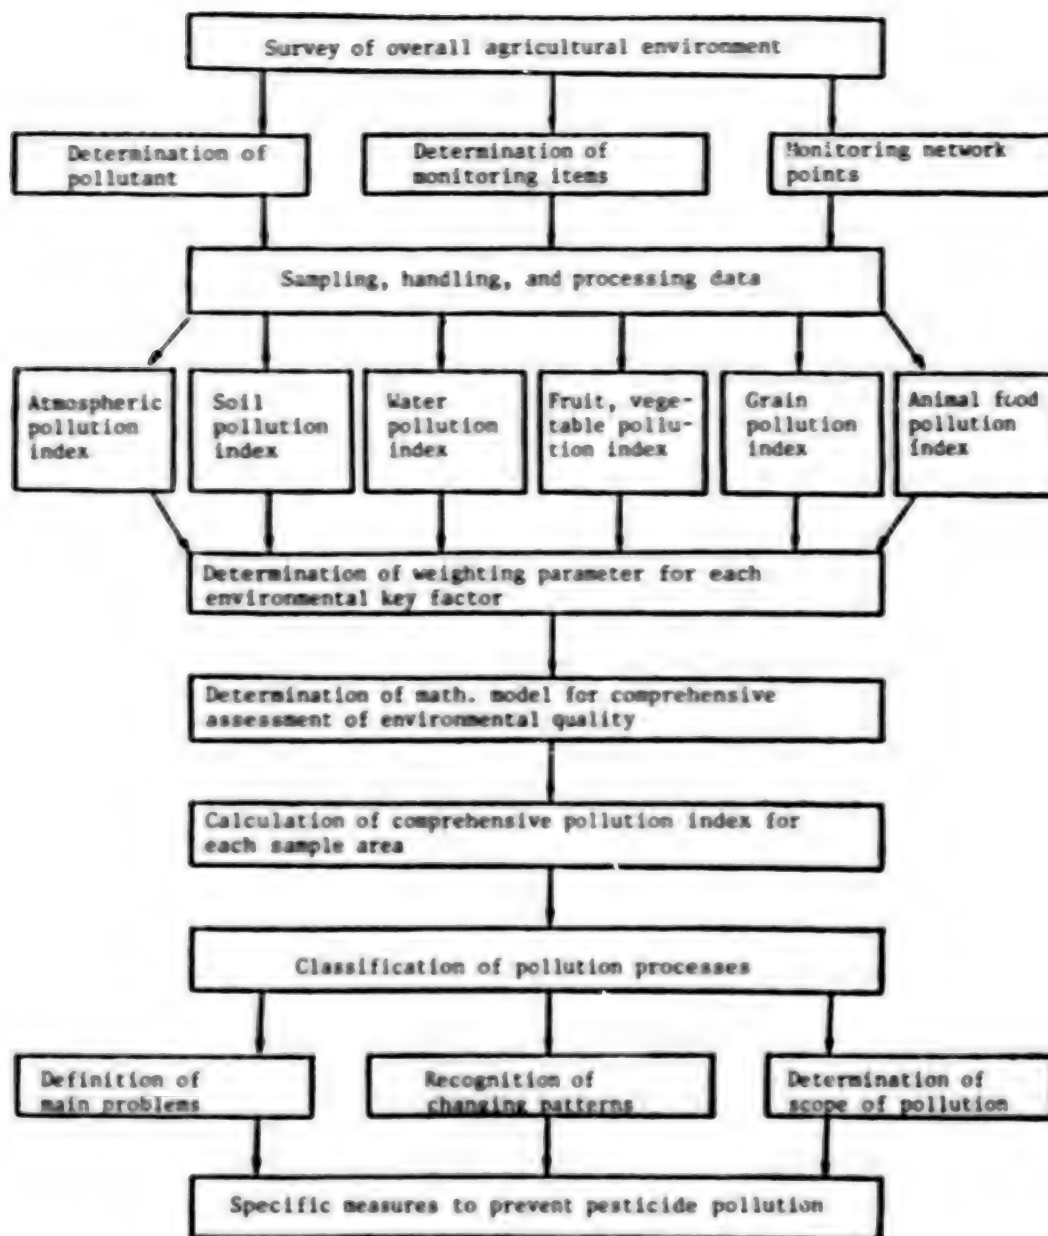 Survey of overall agricultural environment
Determination of
pollutant
Determination of
monitoring items
Monitoring network
points
Sampling, handling, and processing data
Atmospheric
pollution
index
Soil
pollution
index
Water
pollution
index
Fruit, vege-
table pollu-
tion index
Grain
pollution
index
Animal food
pollution
index
Determination of weighting parameter for each
environmental key factor
Determination of math. model for comprehensive
assessment of environmental quality
Calculation of comprehensive pollution index for
each sample area
Classification of pollution processes
Definition of
main problems
Recognition of
changing patterns
Determination of
scope of pollution
Specific measures to prevent pesticide pollution